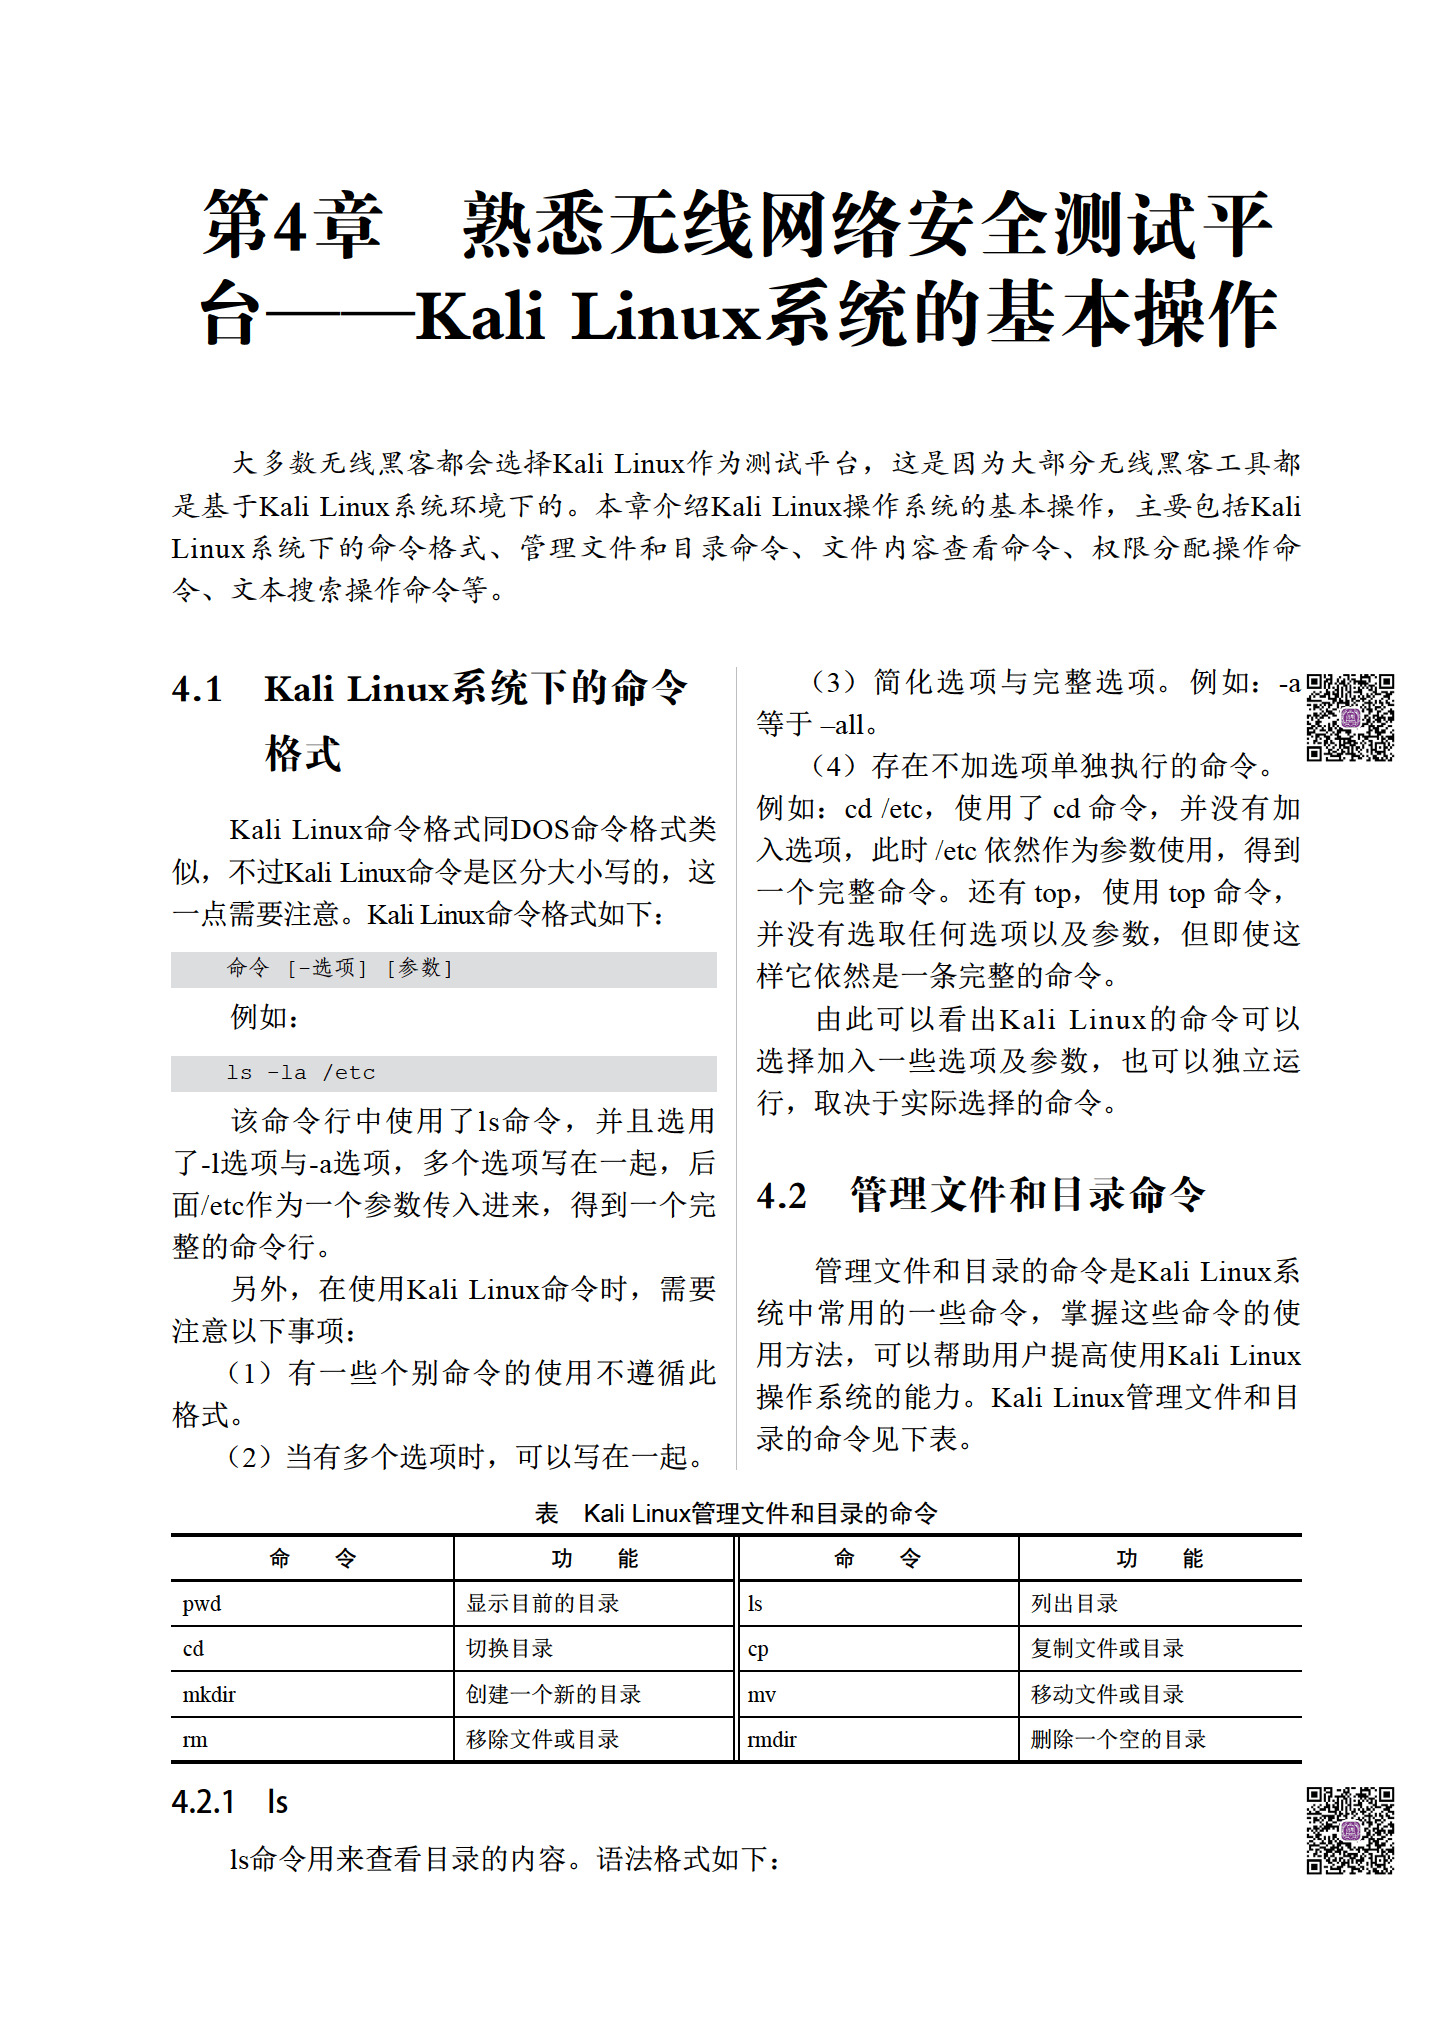 第4章　熟悉无线网络安全测试平
台——Kali Linux系统的基本操作
大多数无线黑客都会选择Kali Linux作为测试平台，这是因为大部分无线黑客工具都
是基于Kali Linux系统环境下的。本章介绍Kali Linux操作系统的基本操作，主要包括Kali
Linux系统下的命令格式、管理文件和目录命令、文件内容查看命令、权限分配操作命
令、文本搜索操作命令等。
4.1　Kali Linux系统下的命令
格式
Kali Linux命令格式同DOS命令格式类
似，不过Kali Linux命令是区分大小写的，这
一点需要注意。Kali Linux命令格式如下：
命令 [-选项] [参数]
例如：
ls -la /etc
该命令行中使用了ls命令，并且选用
了-l选项与-a选项，多个选项写在一起，后
面/etc作为一个参数传入进来，得到一个完
整的命令行。
另外，在使用Kali Linux命令时，需要
注意以下事项：
（1）有一些个别命令的使用不遵循此
格式。
（2）当有多个选项时，可以写在一起。
（3）简化选项与完整选项。例如：-a
等于 –all。
（4）存在不加选项单独执行的命令。
例如：cd /etc，使用了 cd 命令，并没有加
入选项，此时 /etc 依然作为参数使用，得到
一个完整命令。还有 top，使用 top 命令，
并没有选取任何选项以及参数，但即使这
样它依然是一条完整的命令。
由此可以看出Kali Linux的命令可以
选择加入一些选项及参数，也可以独立运
行，取决于实际选择的命令。
4.2　管理文件和目录命令
管理文件和目录的命令是Kali Linux系
统中常用的一些命令，掌握这些命令的使
用方法，可以帮助用户提高使用Kali Linux
操作系统的能力。Kali Linux管理文件和目
录的命令见下表。
表　Kali Linux管理文件和目录的命令
命　令　功　能　命　令　功　能
pwd　显示目前的目录　ls　列出目录
cd　切换目录　cp　复制文件或目录
mkdir　创建一个新的目录　mv　移动文件或目录
rm　移除文件或目录　rmdir　删除一个空的目录
4.2.1　ls
ls命令用来查看目录的内容。语法格式如下：